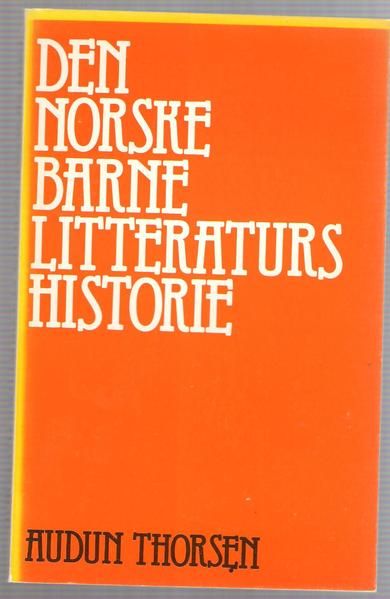 DEN
NORSKE
BARNE
LITTERATURS
HISTORIE
AUDUN THORSEN